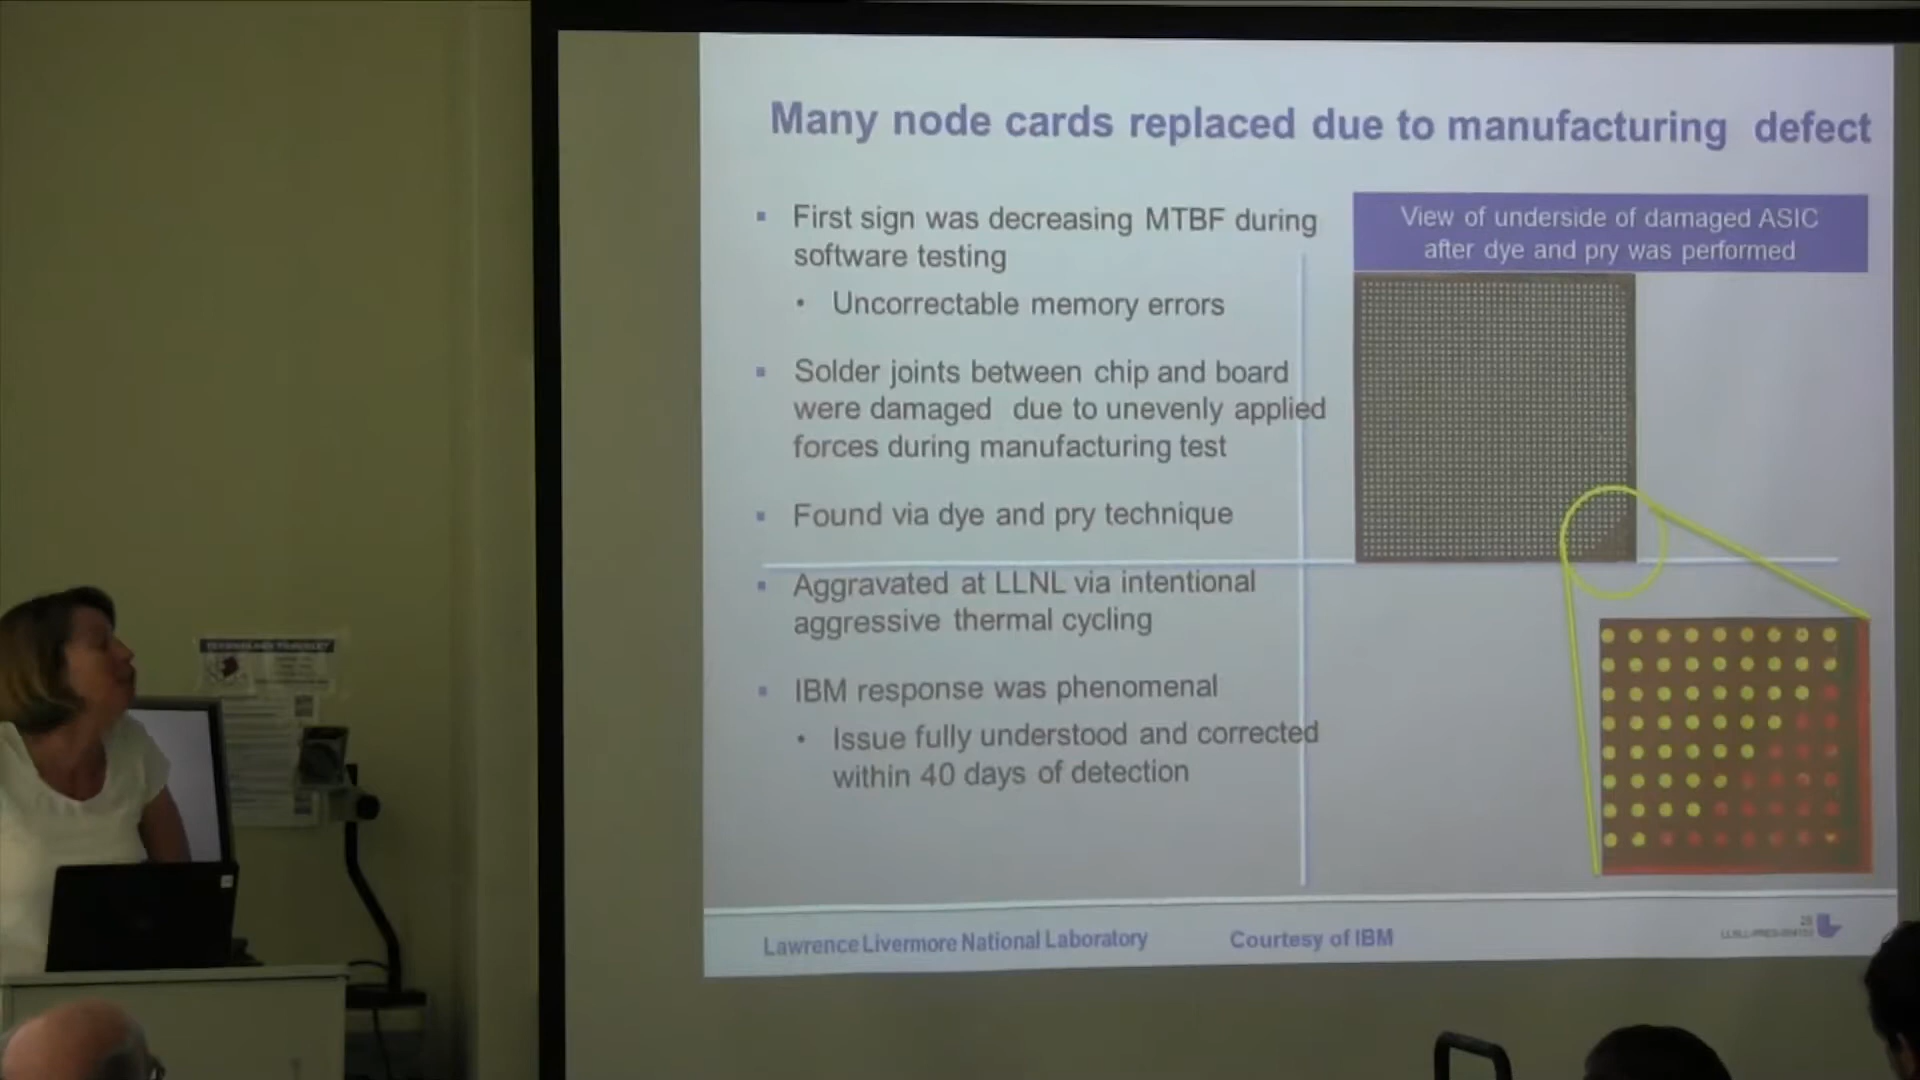 Many node cards replaced due to manufacturing defect
First sign was decreasing MTBF during
software testing
Uncorrectable memory errors
Solder joints between chip and board
were damaged due to unevenly applied
forces during manufacturing test
Found via dye and pry technique
Aggravated at LLNL via intentional
aggressive thermal cycling
IBM response was phenomenal
Issue fully understood and corrected
within 40 days of detection
View of underside of damaged ASIC
after dye and pry was performed
Lawrence Livermore National Laboratory
Courtesy of IBM